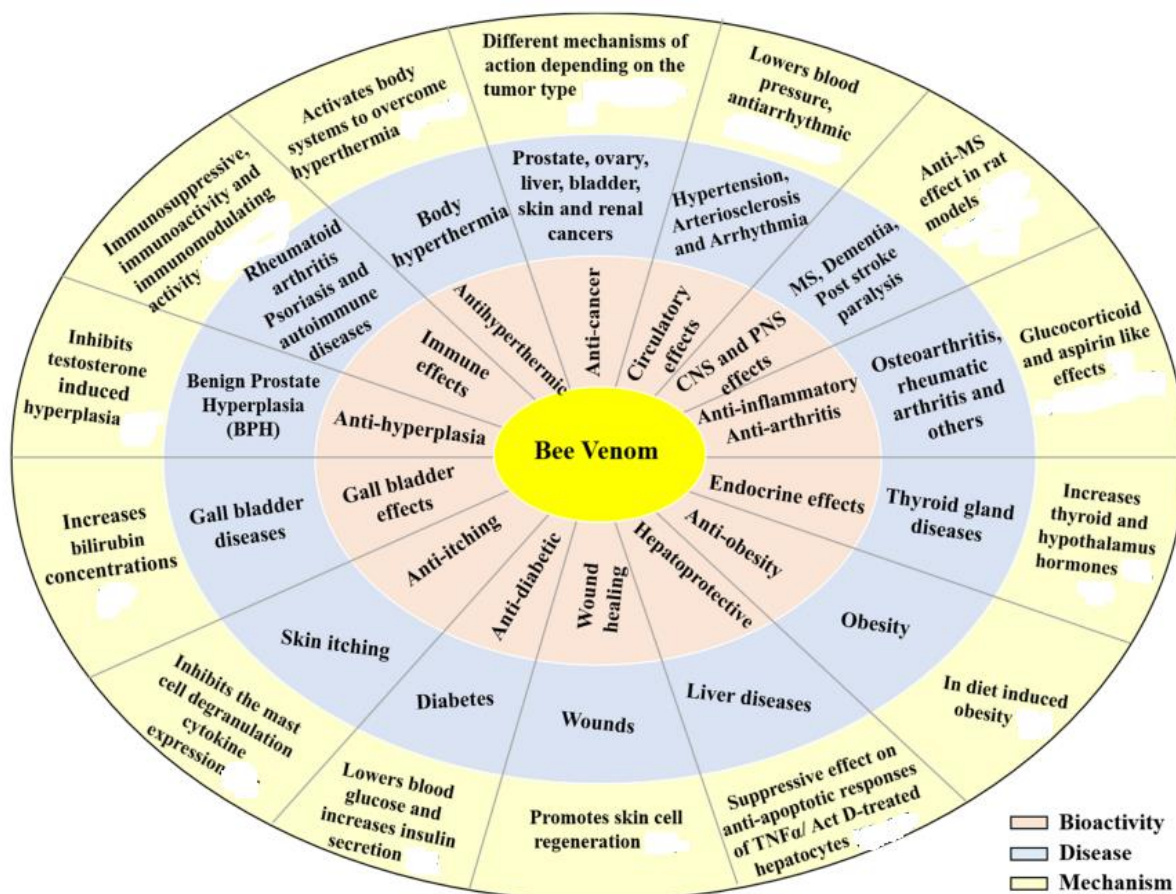 Bee Venom
Anti-cancer
Circulatory
effects
CNS and PNS
effects
Anti-inflammatory
Anti-arthritis
Endocrine effects
Anti-obesity
Hepatoprotective
Wound
healing
Anti-diabetic
Anti-itching
Gall bladder
effects
Anti-hyperplasia
Immune
effects
Antihyperthermic
Prostate, ovary,
liver, bladder,
skin and renal
cancers
Hypertension,
Arteriosclerosis
and Arrhythmia
MS, Dementia,
Post stroke
paralysis
Osteoarthritis,
rheumatic
arthritis and
others
Thyroid gland
diseases
Obesity
Liver diseases
Wounds
Diabetes
Skin itching
Gall bladder
diseases
Benign Prostate
Hyperplasia
(BPH)
Rheumatoid
arthritis
Psoriasis and
autoimmune
diseases
Body
hyperthermia
Different mechanisms of
action depending on the
tumor type
Lowers blood
pressure,
antiarrhythmic
Anti-MS
effect in rat
models
Glucocorticoid
and aspirin like
effects
Increases
thyroid and
hypothalamus
hormones
In diet induced
obesity
Suppressive effect on
anti-apoptotic responses
of TNFα/ Act D-treated
hepatocytes
Promotes skin cell
regeneration
Lowers blood
glucose and
increases insulin
secretion
Inhibits the mast
cell degranulation
cytokine
expression
Increases
bilirubin
concentrations
Inhibits
testosterone
induced
hyperplasia
Immunosuppressive,
immunoactivity and
immunomodulating
activity
Activates body
systems to overcome
hyperthermia
Bioactivity
Disease
Mechanism